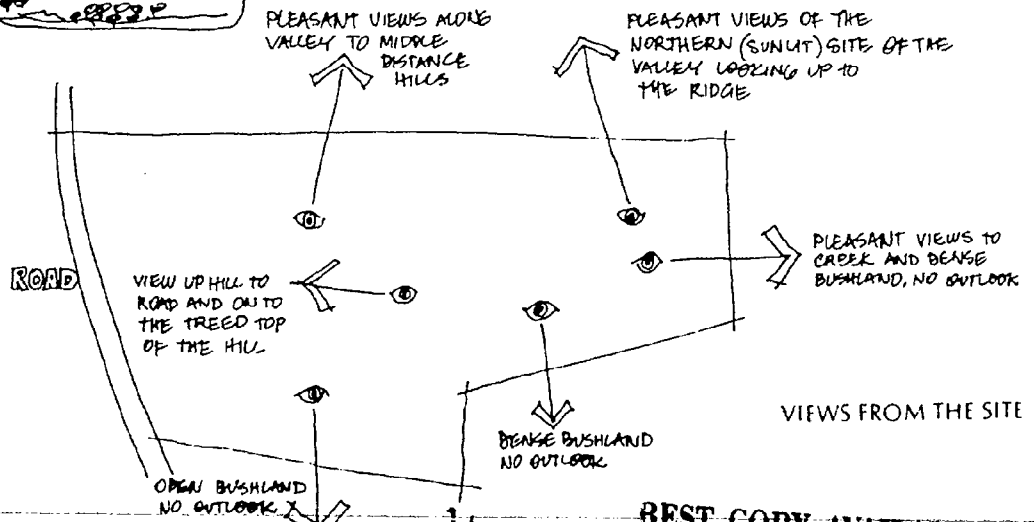 PLEASANT VIEWS ALONG
VALLEY TO MIDDLE
DISTANCE
HILLS
PLEASANT VIEWS OF THE
NORTHERN (SUNLIT) SITE OF THE
VALLEY LOOKING UP TO
THE RIDGE
ROAD
VIEW UP HILL TO
ROAD AND ON TO
THE TREED TOP
OF THE HILL
PLEASANT VIEWS TO
CREEK AND DENSE
BUSHLAND, NO OUTLOOK
DENSE BUSHLAND
NO OUTLOOK
OPEN BUSHLAND
NO OUTLOOK
VIEWS FROM THE SITE
BEST COPY